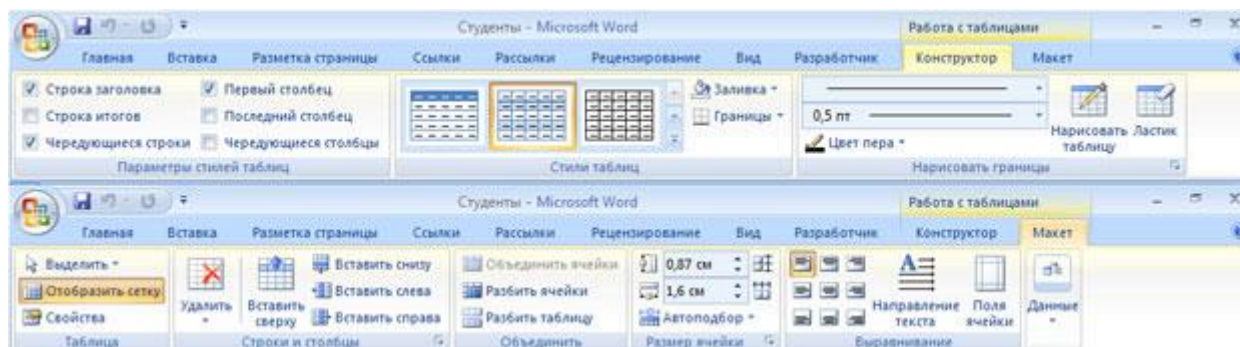 Студенты - Microsoft Word
Работа с таблицами
Главная Вставка Разметка страницы Ссылки Рассылки Рецензирование Вид Разработчик Конструктор Макет
Строка заголовка Первый столбец Заливка
Строка итогов Последний столбец Границы 0,5 пт
Чередующиеся строки Чередующиеся столбцы Цвет пера Нарисовать таблицу Ластик
Параметры стилей таблиц Стили таблиц Нарисовать границы
Студенты - Microsoft Word
Работа с таблицами
Главная Вставка Разметка страницы Ссылки Рассылки Рецензирование Вид Разработчик Конструктор Макет
Выделить Вставить снизу Объединить ячейки 0,87 см
Отобразить сетку Удалить Вставить сверху Вставить слева Разбить ячейки 1,6 см Направление текста Поля ячейки Данные
Свойства Вставить справа Разбить таблицу Автоподбор
Таблица Строки и столбцы Объединить Размер ячейки Выравнивание